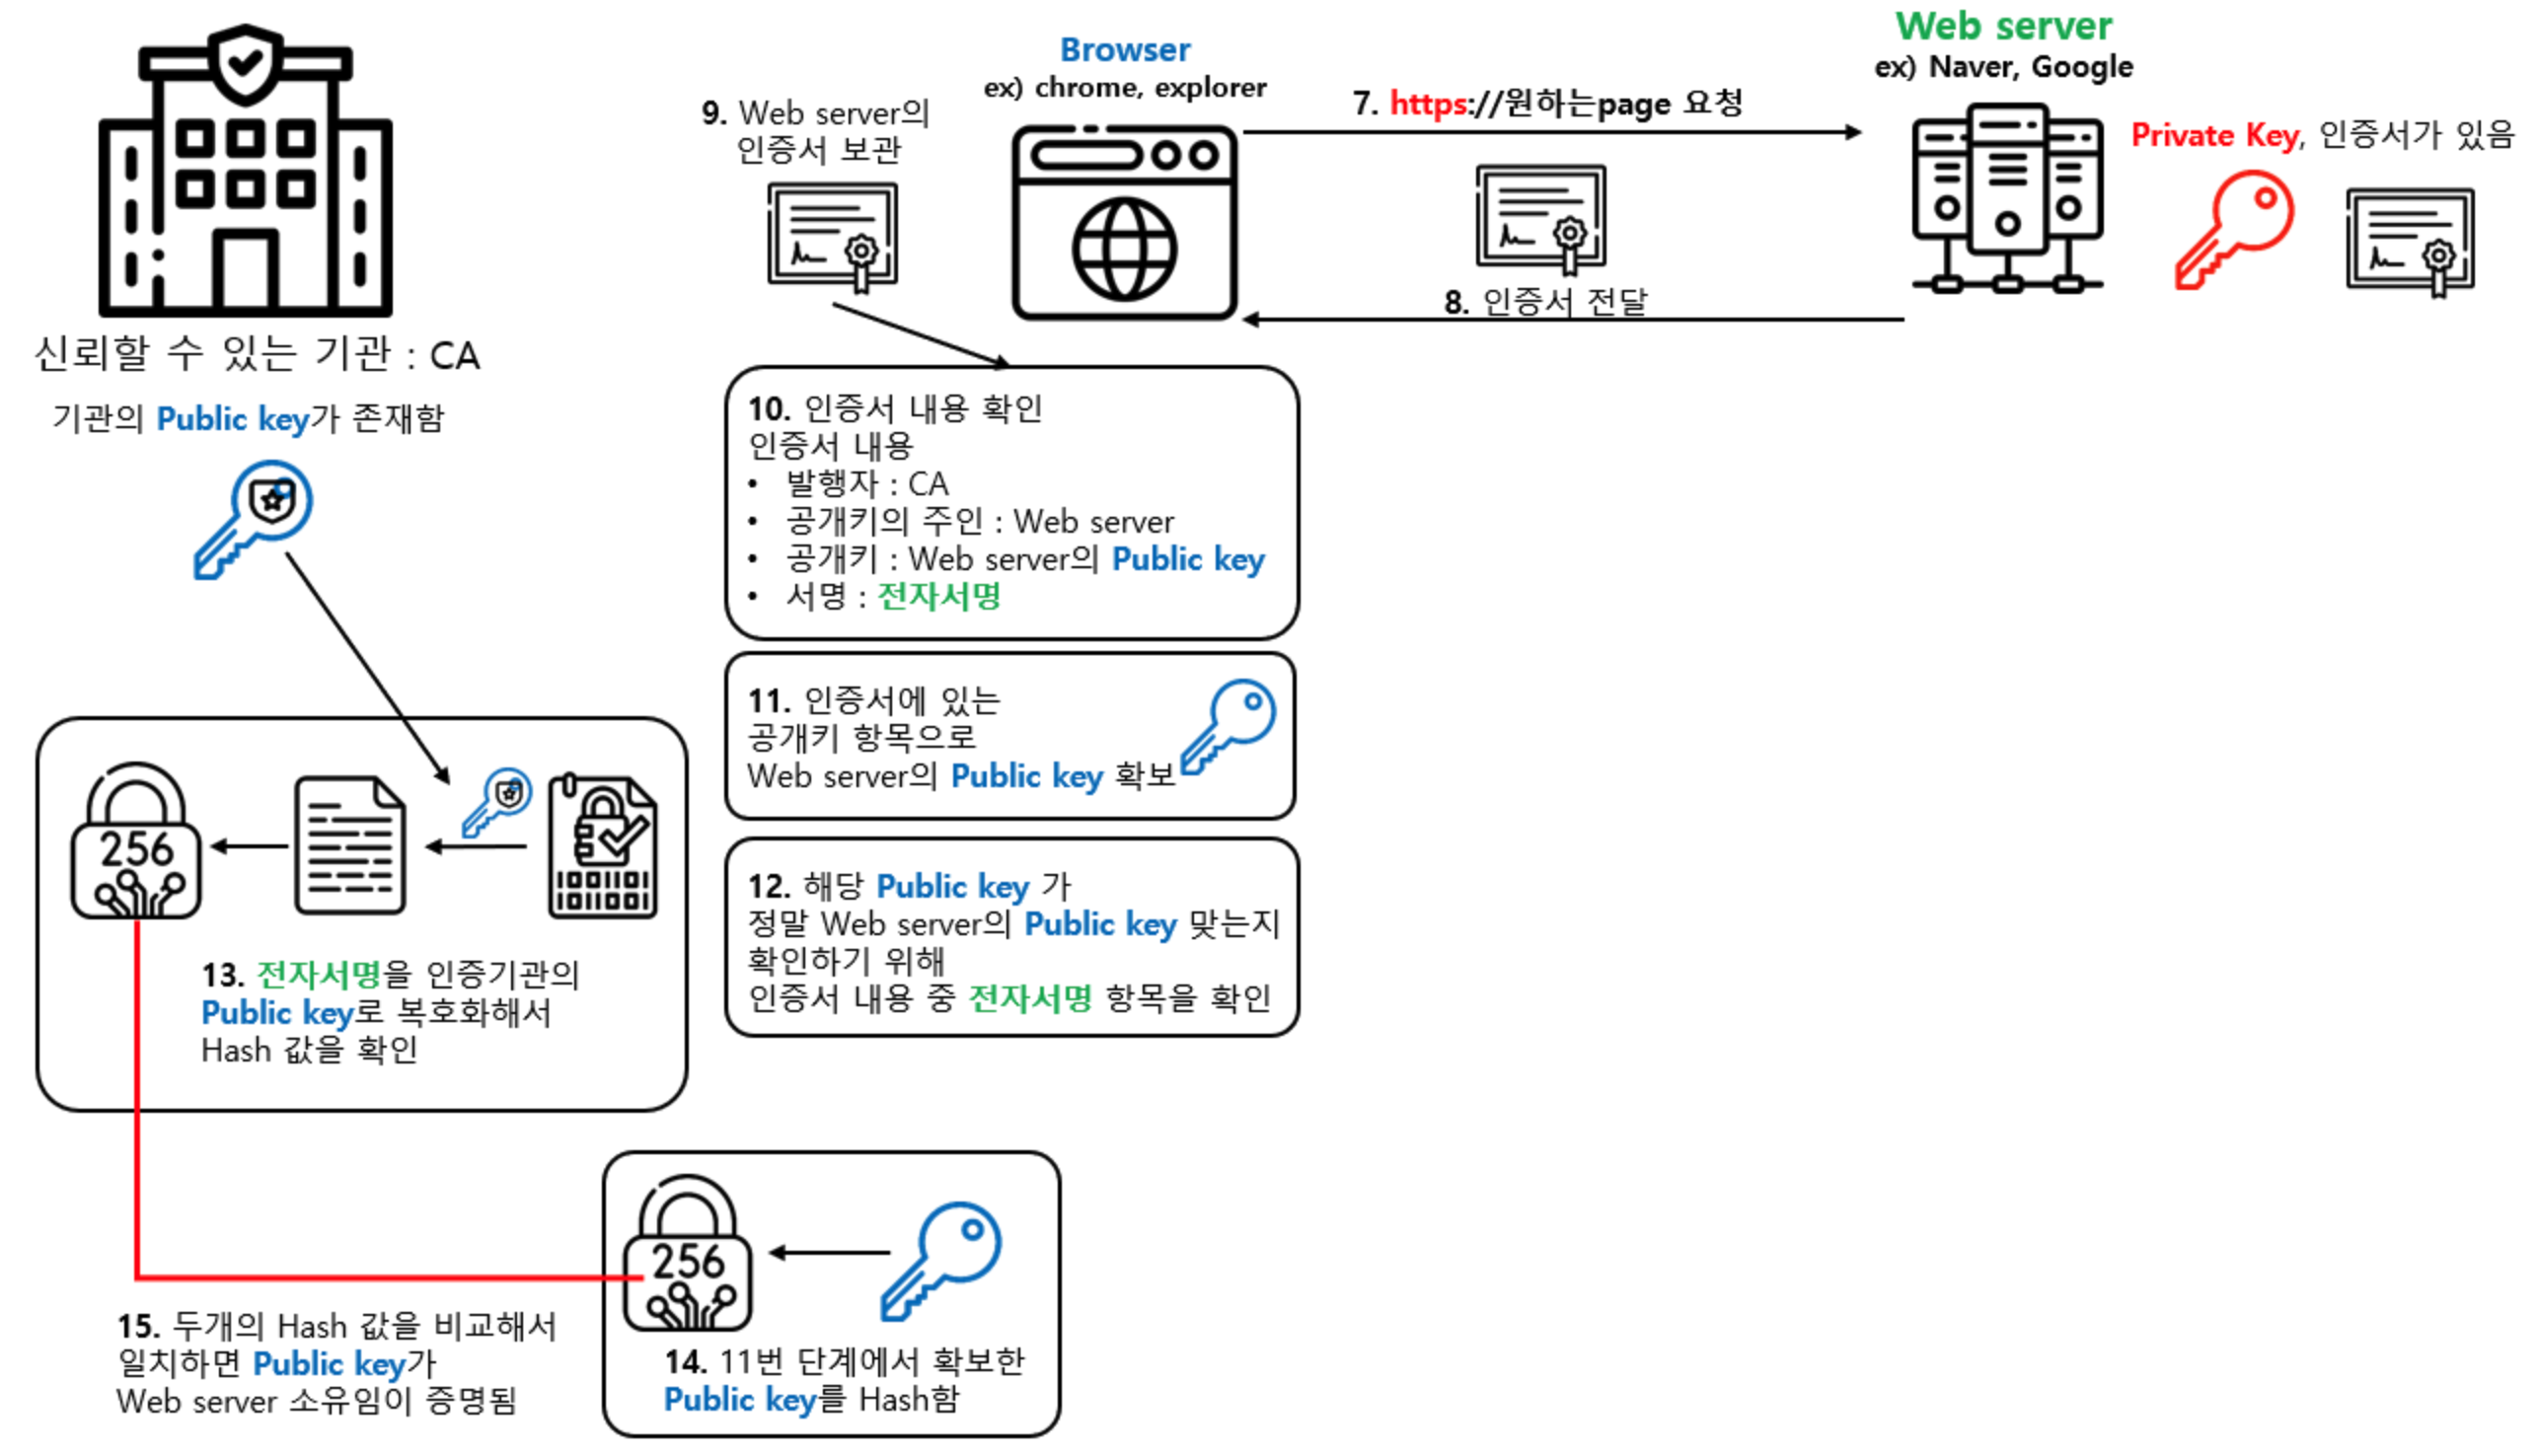 Web server
ex) Naver, Google
Browser
ex) chrome, explorer
7. https://원하는page 요청
9. Web server의
인증서 보관
Private Key, 인증서가 있음
8. 인증서 전달
신뢰할 수 있는 기관 : CA
기관의 Public key가 존재함
10. 인증서 내용 확인
인증서 내용
• 발행자 : CA
• 공개키의 주인 : Web server
• 공개키 : Web server의 Public key
• 서명 : 전자서명
11. 인증서에 있는
공개키 항목으로
Web server의 Public key 확보
12. 해당 Public key 가
정말 Web server의 Public key 맞는지
확인하기 위해
인증서 내용 중 전자서명 항목을 확인
256
13. 전자서명을 인증기관의
Public key로 복호화해서
Hash 값을 확인
256
14. 11번 단계에서 확보한
Public key를 Hash함
15. 두개의 Hash 값을 비교해서
일치하면 Public key가
Web server 소유임이 증명됨